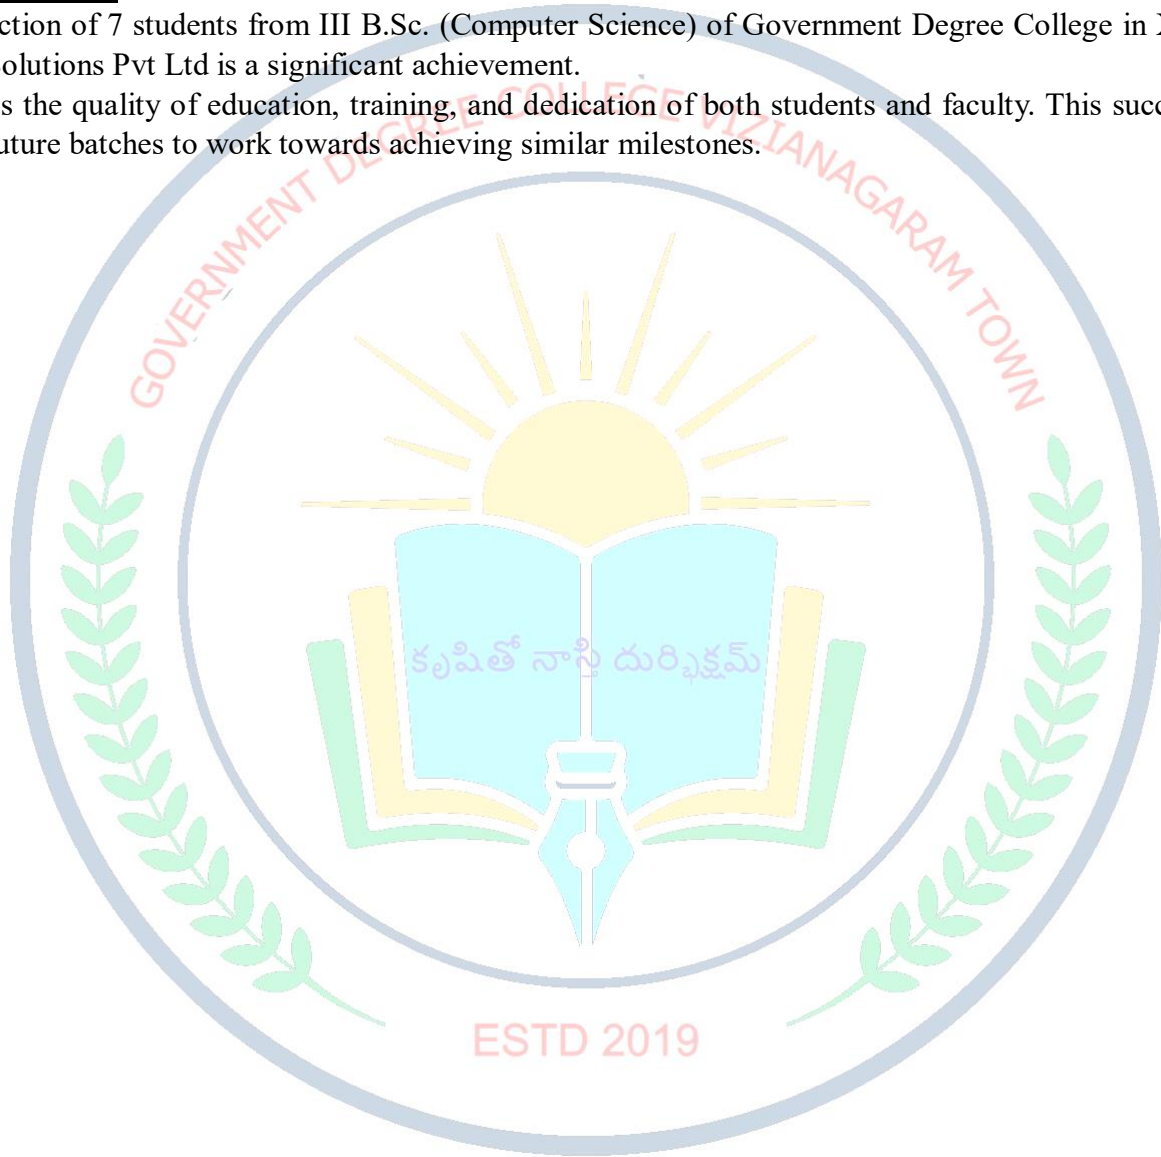 ction of 7 students from III B.Sc. (Computer Science) of Government Degree College in X
olutions Pvt Ltd is a significant achievement.
s the quality of education, training, and dedication of both students and faculty. This succ
uture batches to work towards achieving similar milestones.
GOVERNMENT DEGREE COLLEGE VIZIANAGARAM TOWN
కృషితో నాస్తి దుర్భిక్షమ్
ESTD 2019